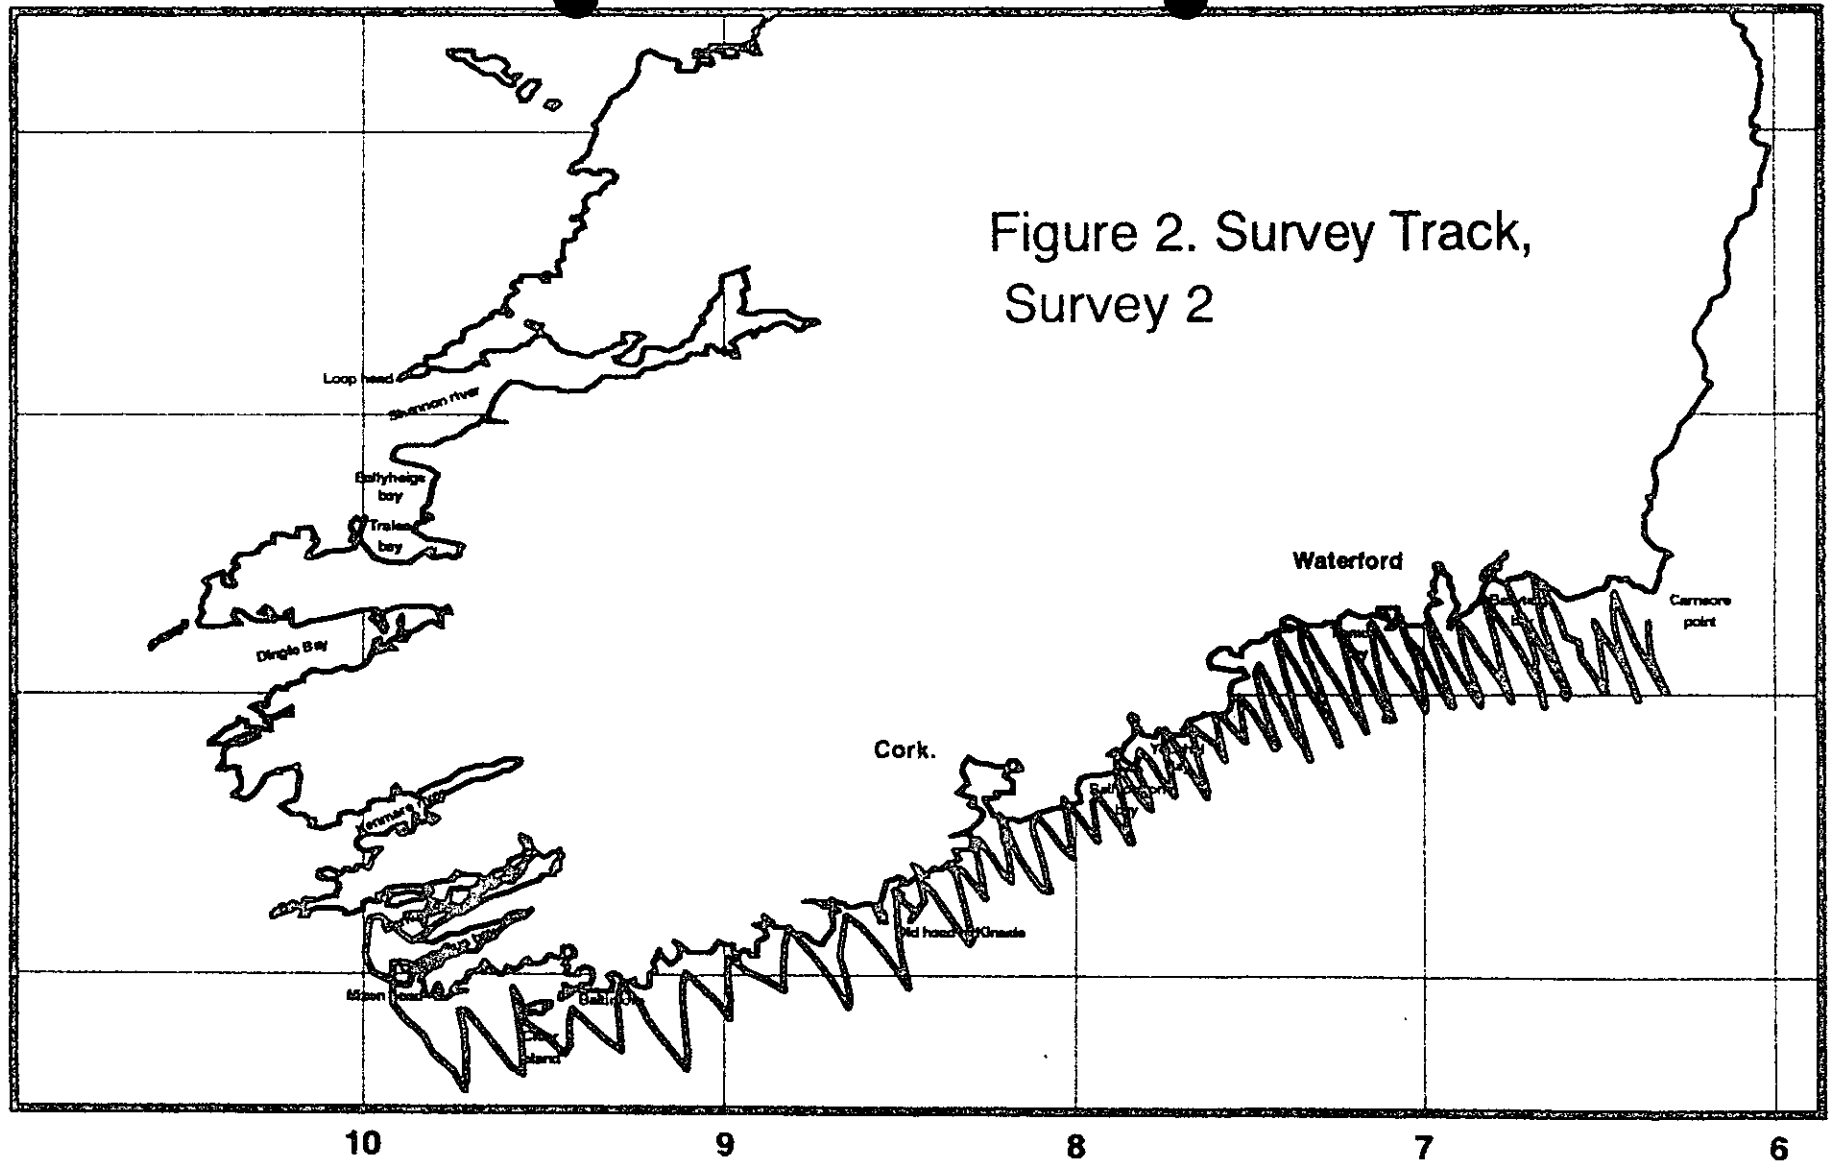 Figure 2. Survey Track,
Survey 2
Loop head
Shannon river
Ballyheige
bay
Tralee
bay
Waterford
Carnsore
point
Dingle Bay
Cork.
Kenmare
Old head of Kinsale
Mizen head
Baltimore
10 9 8 7 6